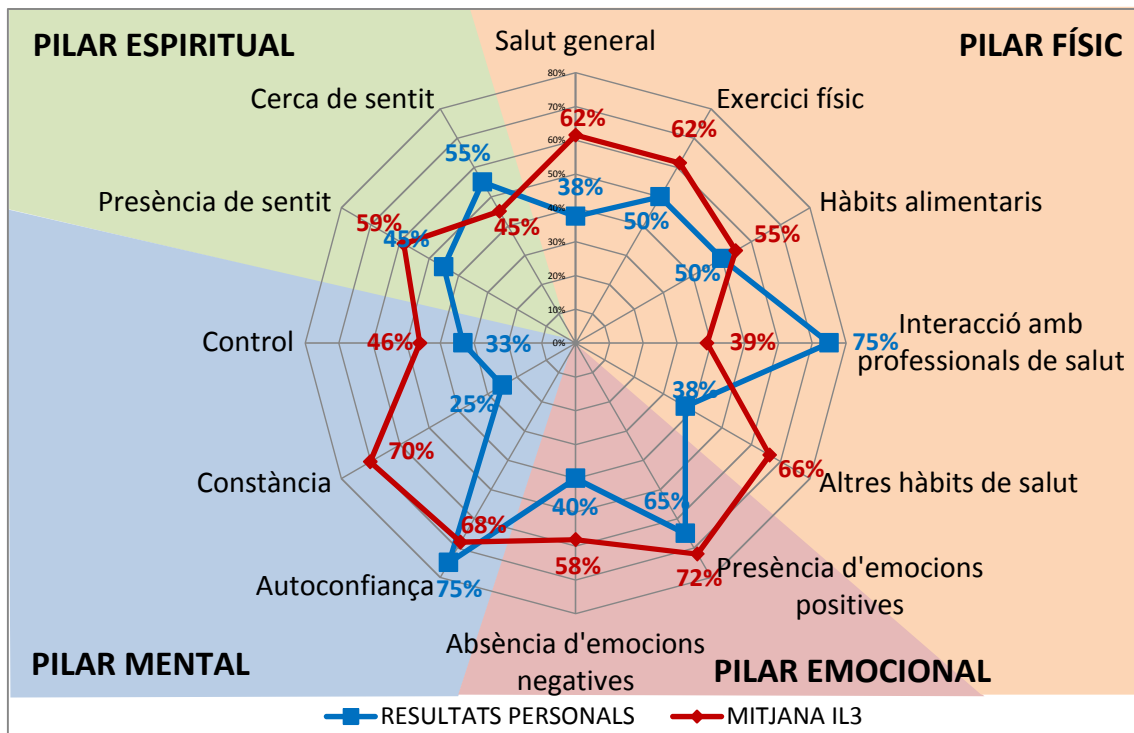 PILAR ESPIRITUAL
Salut general
PILAR FÍSIC
Cerca de sentit
80%
Exercici físic
70%
62%
62%
60%
55%
50%
Presència de sentit
Hàbits alimentaris
59%
45%
45%
40%
38%
50%
55%
30%
50%
20%
10%
Control
46%
33%
0%
39%
Interacció amb
professionals de salut
75%
25%
38%
Constància
70%
66%
Altres hàbits de salut
68%
40%
65%
Autoconfiança
75%
58%
72%
Presència d'emocions
positives
Absència d'emocions
negatives
PILAR MENTAL
PILAR EMOCIONAL
RESULTATS PERSONALS
MITJANA IL3